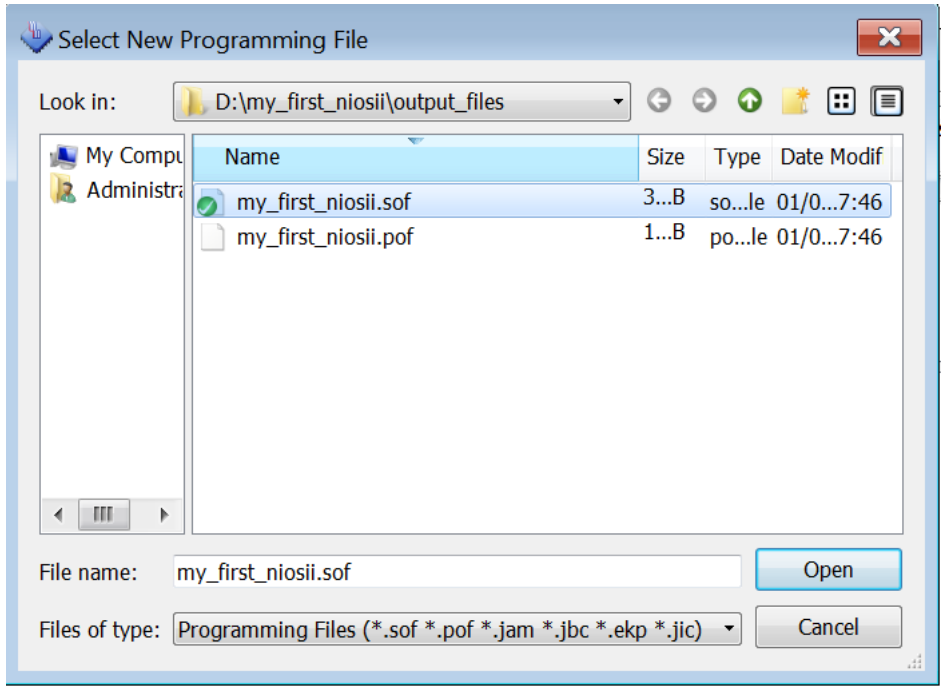 Select New Programming File
Look in: D:\my_first_niosii\output_files
My Compu
Administra
Name Size Type Date Modif
my_first_niosii.sof 3...B so...le 01/0...7:46
my_first_niosii.pof 1...B po...le 01/0...7:46
File name: my_first_niosii.sof Open
Files of type: Programming Files (*.sof *.pof *.jam *.jbc *.ekp *.jic) Cancel